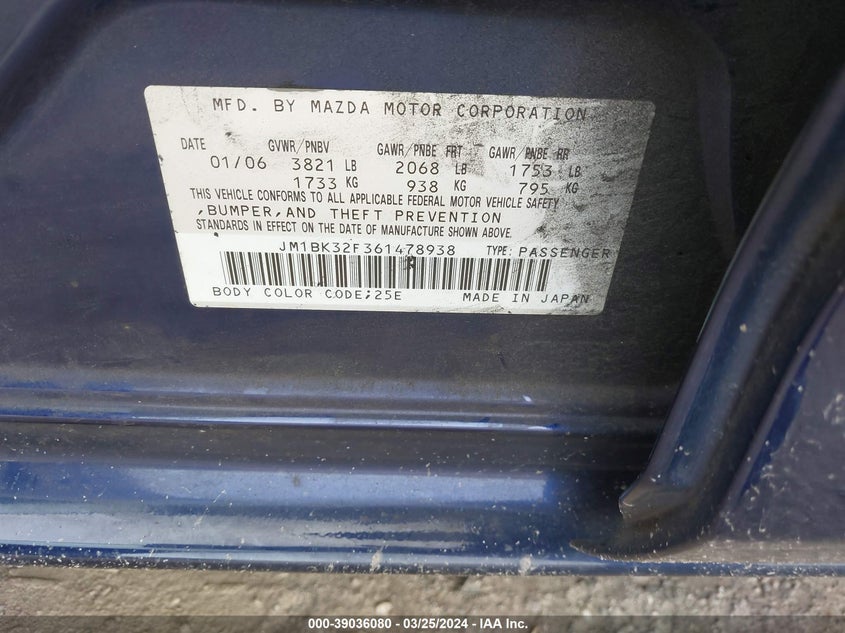 MFD. BY MAZDA MOTOR CORPORATION
DATE GVWR/PNBV GAWR/PNBE FRT GAWR/PNBE RR
01/06 3821 LB 2068 LB 1753 LB
1733 KG 938 KG 795 KG
THIS VEHICLE CONFORMS TO ALL APPLICABLE FEDERAL MOTOR VEHICLE SAFETY
,BUMPER,AND THEFT PREVENTION
STANDARDS IN EFFECT ON THE DATE OF MANUFACTURE SHOWN ABOVE.
JM1BK32F361478938 TYPE: PASSENGER
BODY COLOR CODE;25E MADE IN JAPAN
000-39036080 - 03/25/2024 - IAA Inc.